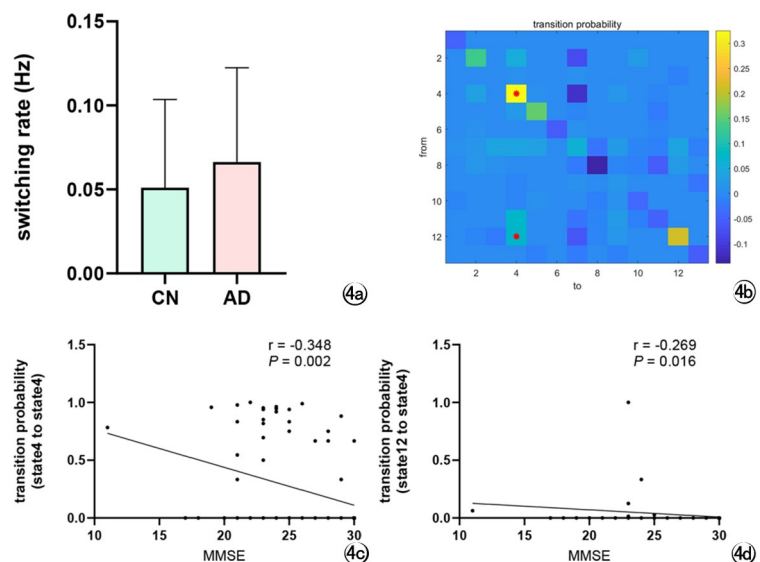 0.15
0.10
0.05
0.00
switching rate (Hz)
CN
AD
4a
transition probability
2
4
6
8
10
12
from
2
4
6
8
10
12
to
0.3
0.25
0.2
0.15
0.1
0.05
0
-0.05
-0.1
4b
r = -0.348
P = 0.002
1.5
1.0
0.5
0.0
transition probability
(state4 to state4)
10
15
20
25
30
MMSE
4c
r = -0.269
P = 0.016
1.5
1.0
0.5
0.0
transition probability
(state12 to state4)
10
15
20
25
30
MMSE
4d